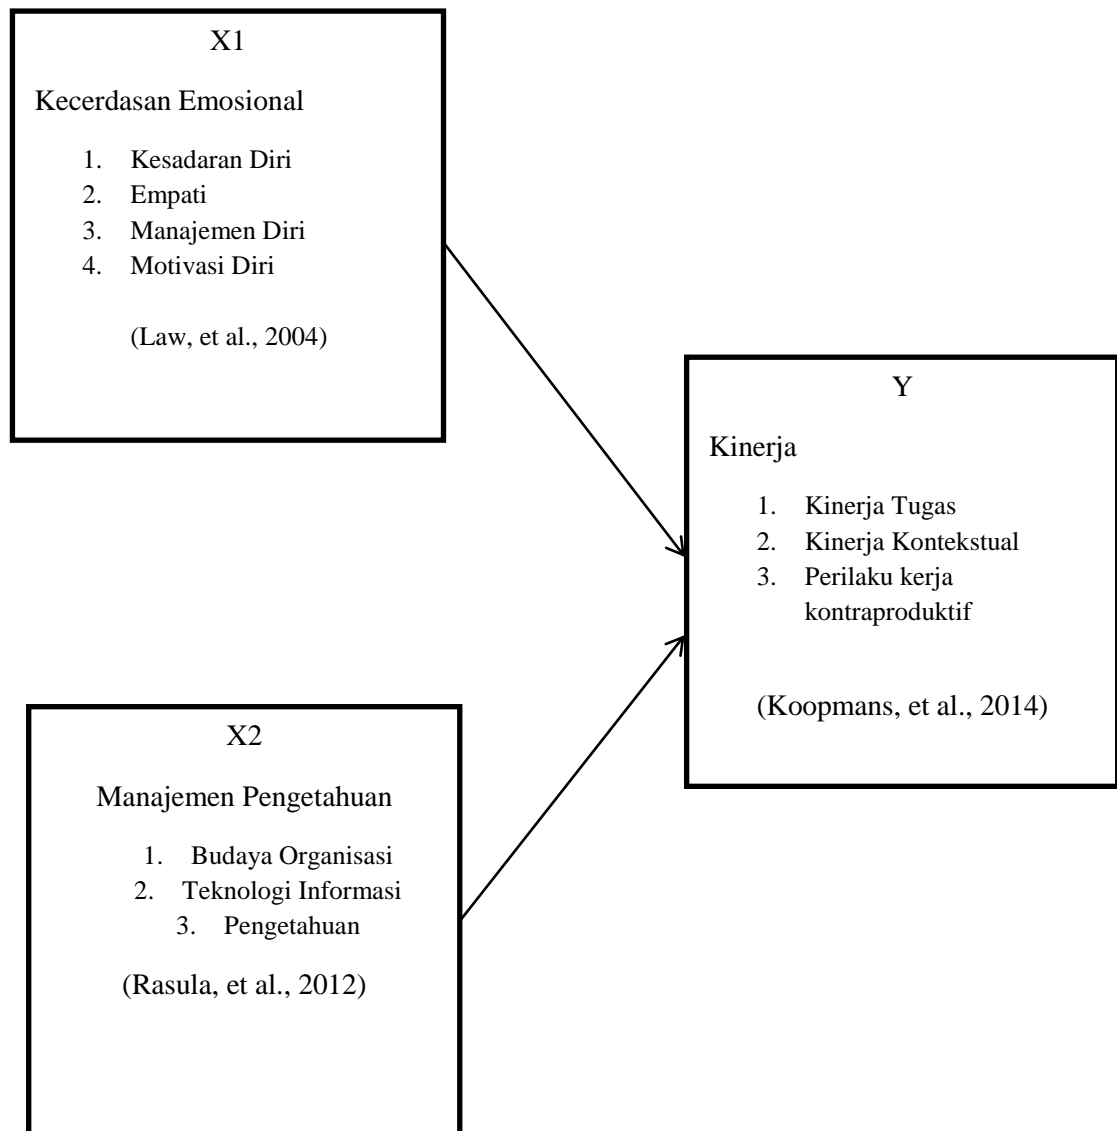 X1
Kecerdasan Emosional
1. Kesadaran Diri
2. Empati
3. Manajemen Diri
4. Motivasi Diri
(Law, et al., 2004)
Y
Kinerja
1. Kinerja Tugas
2. Kinerja Kontekstual
3. Perilaku kerja
kontraproduktif
(Koopmans, et al., 2014)
X2
Manajemen Pengetahuan
1. Budaya Organisasi
2. Teknologi Informasi
3. Pengetahuan
(Rasula, et al., 2012)